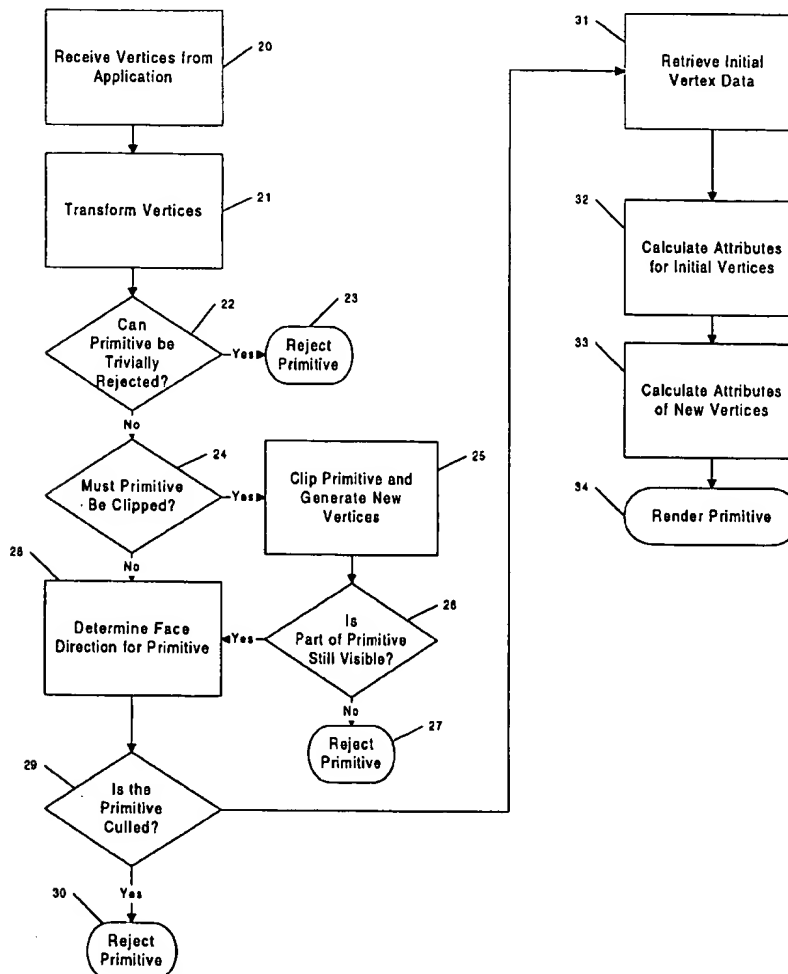 20
Receive Vertices from
Application
21
Transform Vertices
22
Can
Primitive be
Trivially
Rejected?
Yes
23
Reject
Primitive
No
24
Must Primitive
Be Clipped?
Yes
25
Clip Primitive and
Generate New
Vertices
No
26
Is
Part of Primitive
Still Visible?
Yes
No
27
Reject
Primitive
28
Determine Face
Direction for Primitive
29
Is the
Primitive
Culled?
Yes
30
Reject
Primitive
31
Retrieve Initial
Vertex Data
32
Calculate Attributes
for Initial Vertices
33
Calculate Attributes
of New Vertices
34
Render Primitive